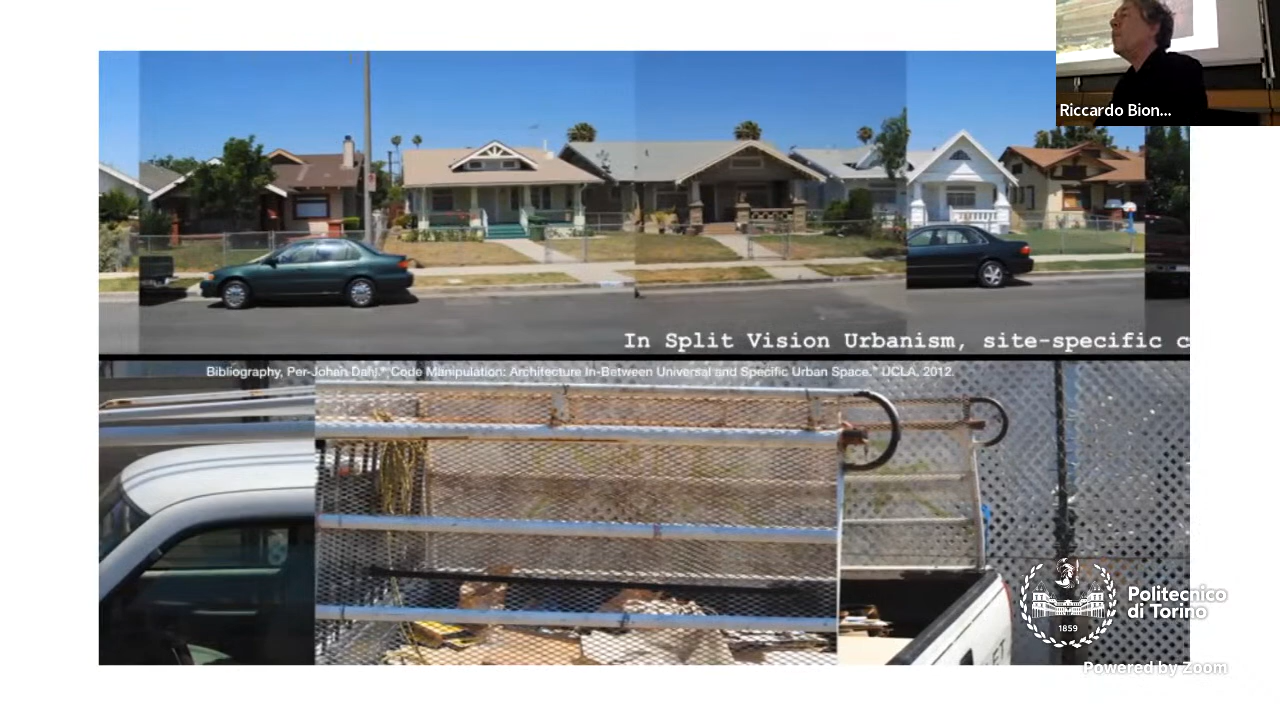 Riccardo Bion...
In Split Vision Urbanism, site-specific c
Bibliography, Per-Johan Dahl.", Code Manipulation: Architecture In-Between Universal and Specific Urban Space." UCLA, 2012.
Politecnico
di Torino
1859
Powered by Zoom